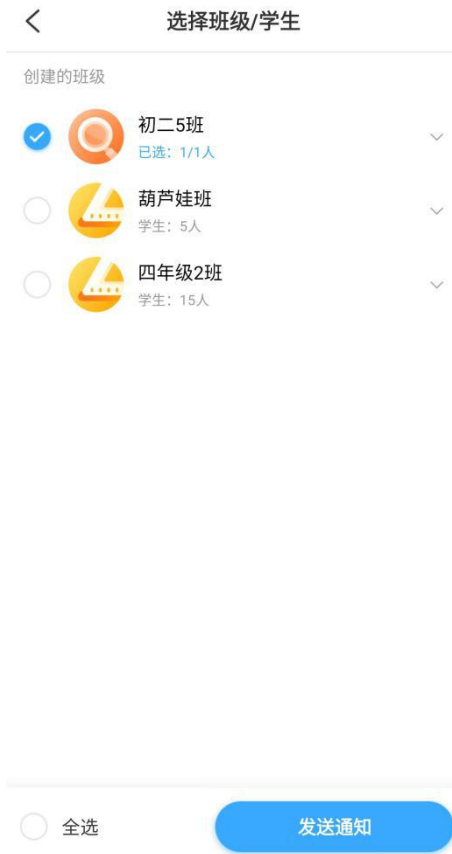 选择班级/学生
创建的班级
初二5班
已选：1/1人
葫芦娃班
学生：5人
四年级2班
学生：15人
全选
发送通知